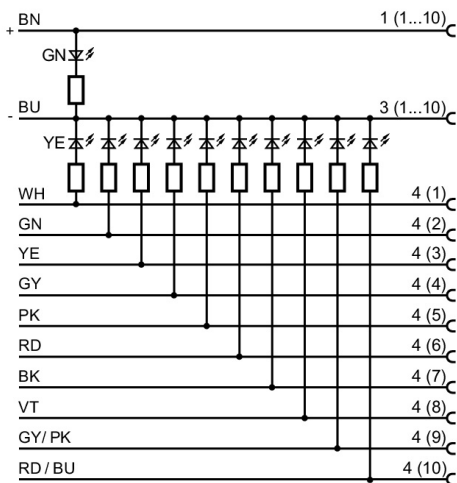 BN 1 (1...10)
+
GN
BU 3 (1...10)
-
YE
WH 4 (1)
GN 4 (2)
YE 4 (3)
GY 4 (4)
PK 4 (5)
RD 4 (6)
BK 4 (7)
VT 4 (8)
GY/ PK 4 (9)
RD / BU 4 (10)